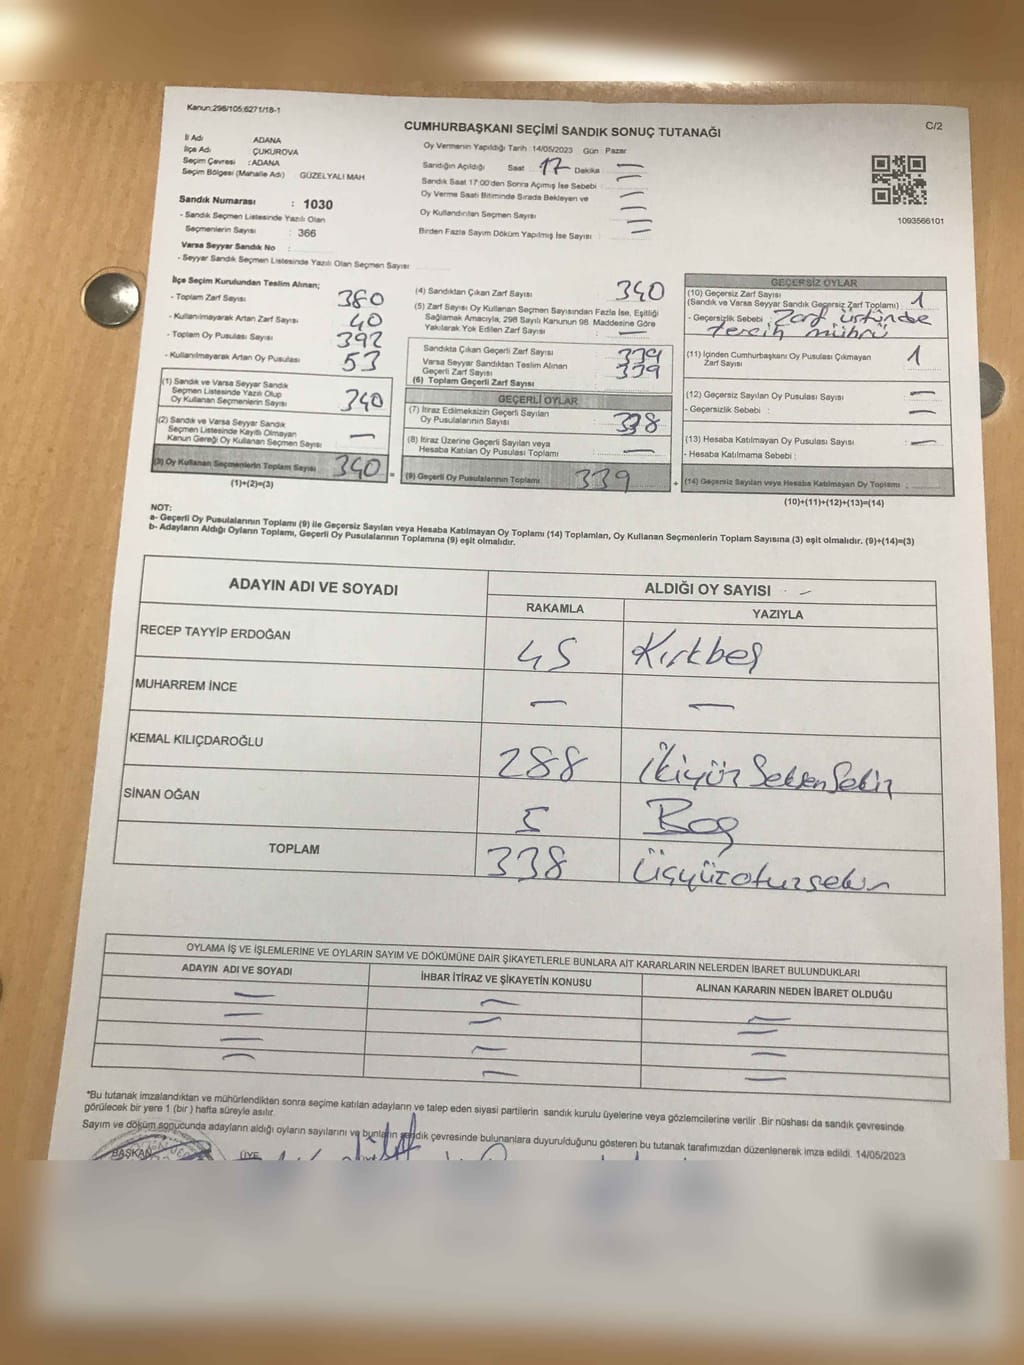 Kanun:298/105;6271/18-1
CUMHURBAŞKANI SEÇİMİ SANDIK SONUÇ TUTANAĞI
C/2
İl Adı ADANA
İlçe Adı ÇUKUROVA
Seçim Çevresi : ADANA
Seçim Bölgesi (Mahalle Adı) GÜZELYALI MAH
Sandık Numarası : 1030
- Sandık Seçmen Listesinde Yazılı Olan
Seçmenlerin Sayısı : 366
Varsa Seyyar Sandık No :
- Seyyar Sandık Seçmen Listesinde Yazılı Olan Seçmen Sayısı
Oy Vermenin Yapıldığı Tarih : 14/05/2023 Gün : Pazar
Sandığın Açıldığı Saat 17 Dakika : —
Sandık Saat 17:00'den Sonra Açımış İse Sebebi : —
Oy Verme Saati Bitiminde Sırada Bekleyen ve
Oy Kullandırılan Seçmen Sayısı : —
Birden Fazla Sayım Döküm Yapılmış İse Sayısı : —
1093566101
İlçe Seçim Kurulundan Teslim Alınan;
- Toplam Zarf Sayısı 380
- Kullanılmayarak Artan Zarf Sayısı 40
- Toplam Oy Pusulası Sayısı 392
- Kullanılmayarak Artan Oy Pusulası 53
(1) Sandık ve Varsa Seyyar Sandık
Seçmen Listesinde Yazılı Olup
Oy Kullanan Seçmenlerin Sayısı 340
(2) Sandık ve Varsa Seyyar Sandık
Seçmen Listesinde Kayıtlı Olmayan
Kanun Gereği Oy Kullanan Seçmen Sayısı —
(3) Oy Kullanan Seçmenlerin Toplam Sayısı 340
(1)+(2)=(3)
=
(4) Sandıktan Çıkan Zarf Sayısı : 340
(5) Zarf Sayısı Oy Kullanan Seçmen Sayısından Fazla İse, Eşitliği
Sağlamak Amacıyla, 298 Sayılı Kanunun 98. Maddesine Göre
Yakılarak Yok Edilen Zarf Sayısı : —
Sandıkta Çıkan Geçerli Zarf Sayısı : 339
Varsa Seyyar Sandıktan Teslim Alınan
Geçerli Zarf Sayısı 339
(6) Toplam Geçerli Zarf Sayısı
GEÇERLİ OYLAR
(7) İtiraz Edilmeksizin Geçerli Sayılan
Oy Pusulalarının Sayısı : 338
(8) İtiraz Üzerine Geçerli Sayılan veya
Hesaba Katılan Oy Pusulası Toplamı : —
(9) Geçerli Oy Pusulalarının Toplamı 339
+
GEÇERSİZ OYLAR
(10) Geçersiz Zarf Sayısı
(Sandık ve Varsa Seyyar Sandık Geçersiz Zarf Toplamı) : 1
- Geçersizlik Sebebi : Zarf üstünde
tercih mührü
(11) İçinden Cumhurbaşkanı Oy Pusulası Çıkmayan
Zarf Sayısı : 1
(12) Geçersiz Sayılan Oy Pusulası Sayısı : —
- Geçersizlik Sebebi : —
(13) Hesaba Katılmayan Oy Pusulası Sayısı : —
- Hesaba Katılmama Sebebi :
(14) Geçersiz Sayılan veya Hesaba Katılmayan Oy Toplamı :
(10)+(11)+(12)+(13)=(14)
NOT:
a- Geçerli Oy Pusulalarının Toplamı (9) ile Geçersiz Sayılan veya Hesaba Katılmayan Oy Toplamı (14) Toplamları, Oy Kullanan Seçmenlerin Toplam Sayısına (3) eşit olmalıdır. (9)+(14)=(3)
b- Adayların Aldığı Oyların Toplamı, Geçerli Oy Pusulalarının Toplamına (9) eşit olmalıdır.
ADAYIN ADI VE SOYADI
ALDIĞI OY SAYISI
RAKAMLA YAZIYLA
RECEP TAYYİP ERDOĞAN 45 Kırkbeş
MUHARREM İNCE — —
KEMAL KILIÇDAROĞLU 288 İkiyüz SeksenSekiz
SİNAN OĞAN 5 Beş
TOPLAM 338 Üçyüzotuzsekiz
OYLAMA İŞ VE İŞLEMLERİNE VE OYLARIN SAYIM VE DÖKÜMÜNE DAİR ŞİKAYETLERLE BUNLARA AİT KARARLARIN NELERDEN İBARET BULUNDUKLARI
ADAYIN ADI VE SOYADI İHBAR İTİRAZ VE ŞİKAYETİN KONUSU ALINAN KARARIN NEDEN İBARET OLDUĞU
— — —
— — —
— — —
— — —
*Bu tutanak imzalandıktan ve mühürlendikten sonra seçime katılan adayların ve talep eden siyasi partilerin sandık kurulu üyelerine veya gözlemcilerine verilir .Bir nüshası da sandık çevresinde
görülecek bir yere 1 (bir ) hafta süreyle asılır.
Sayım ve döküm sonucunda adayların aldığı oyların sayılarını ve bunların sandık çevresinde bulunanlara duyurulduğunu gösteren bu tutanak tarafımızdan düzenlenerek imza edildi. 14/05/2023
BAŞKAN ÜYE